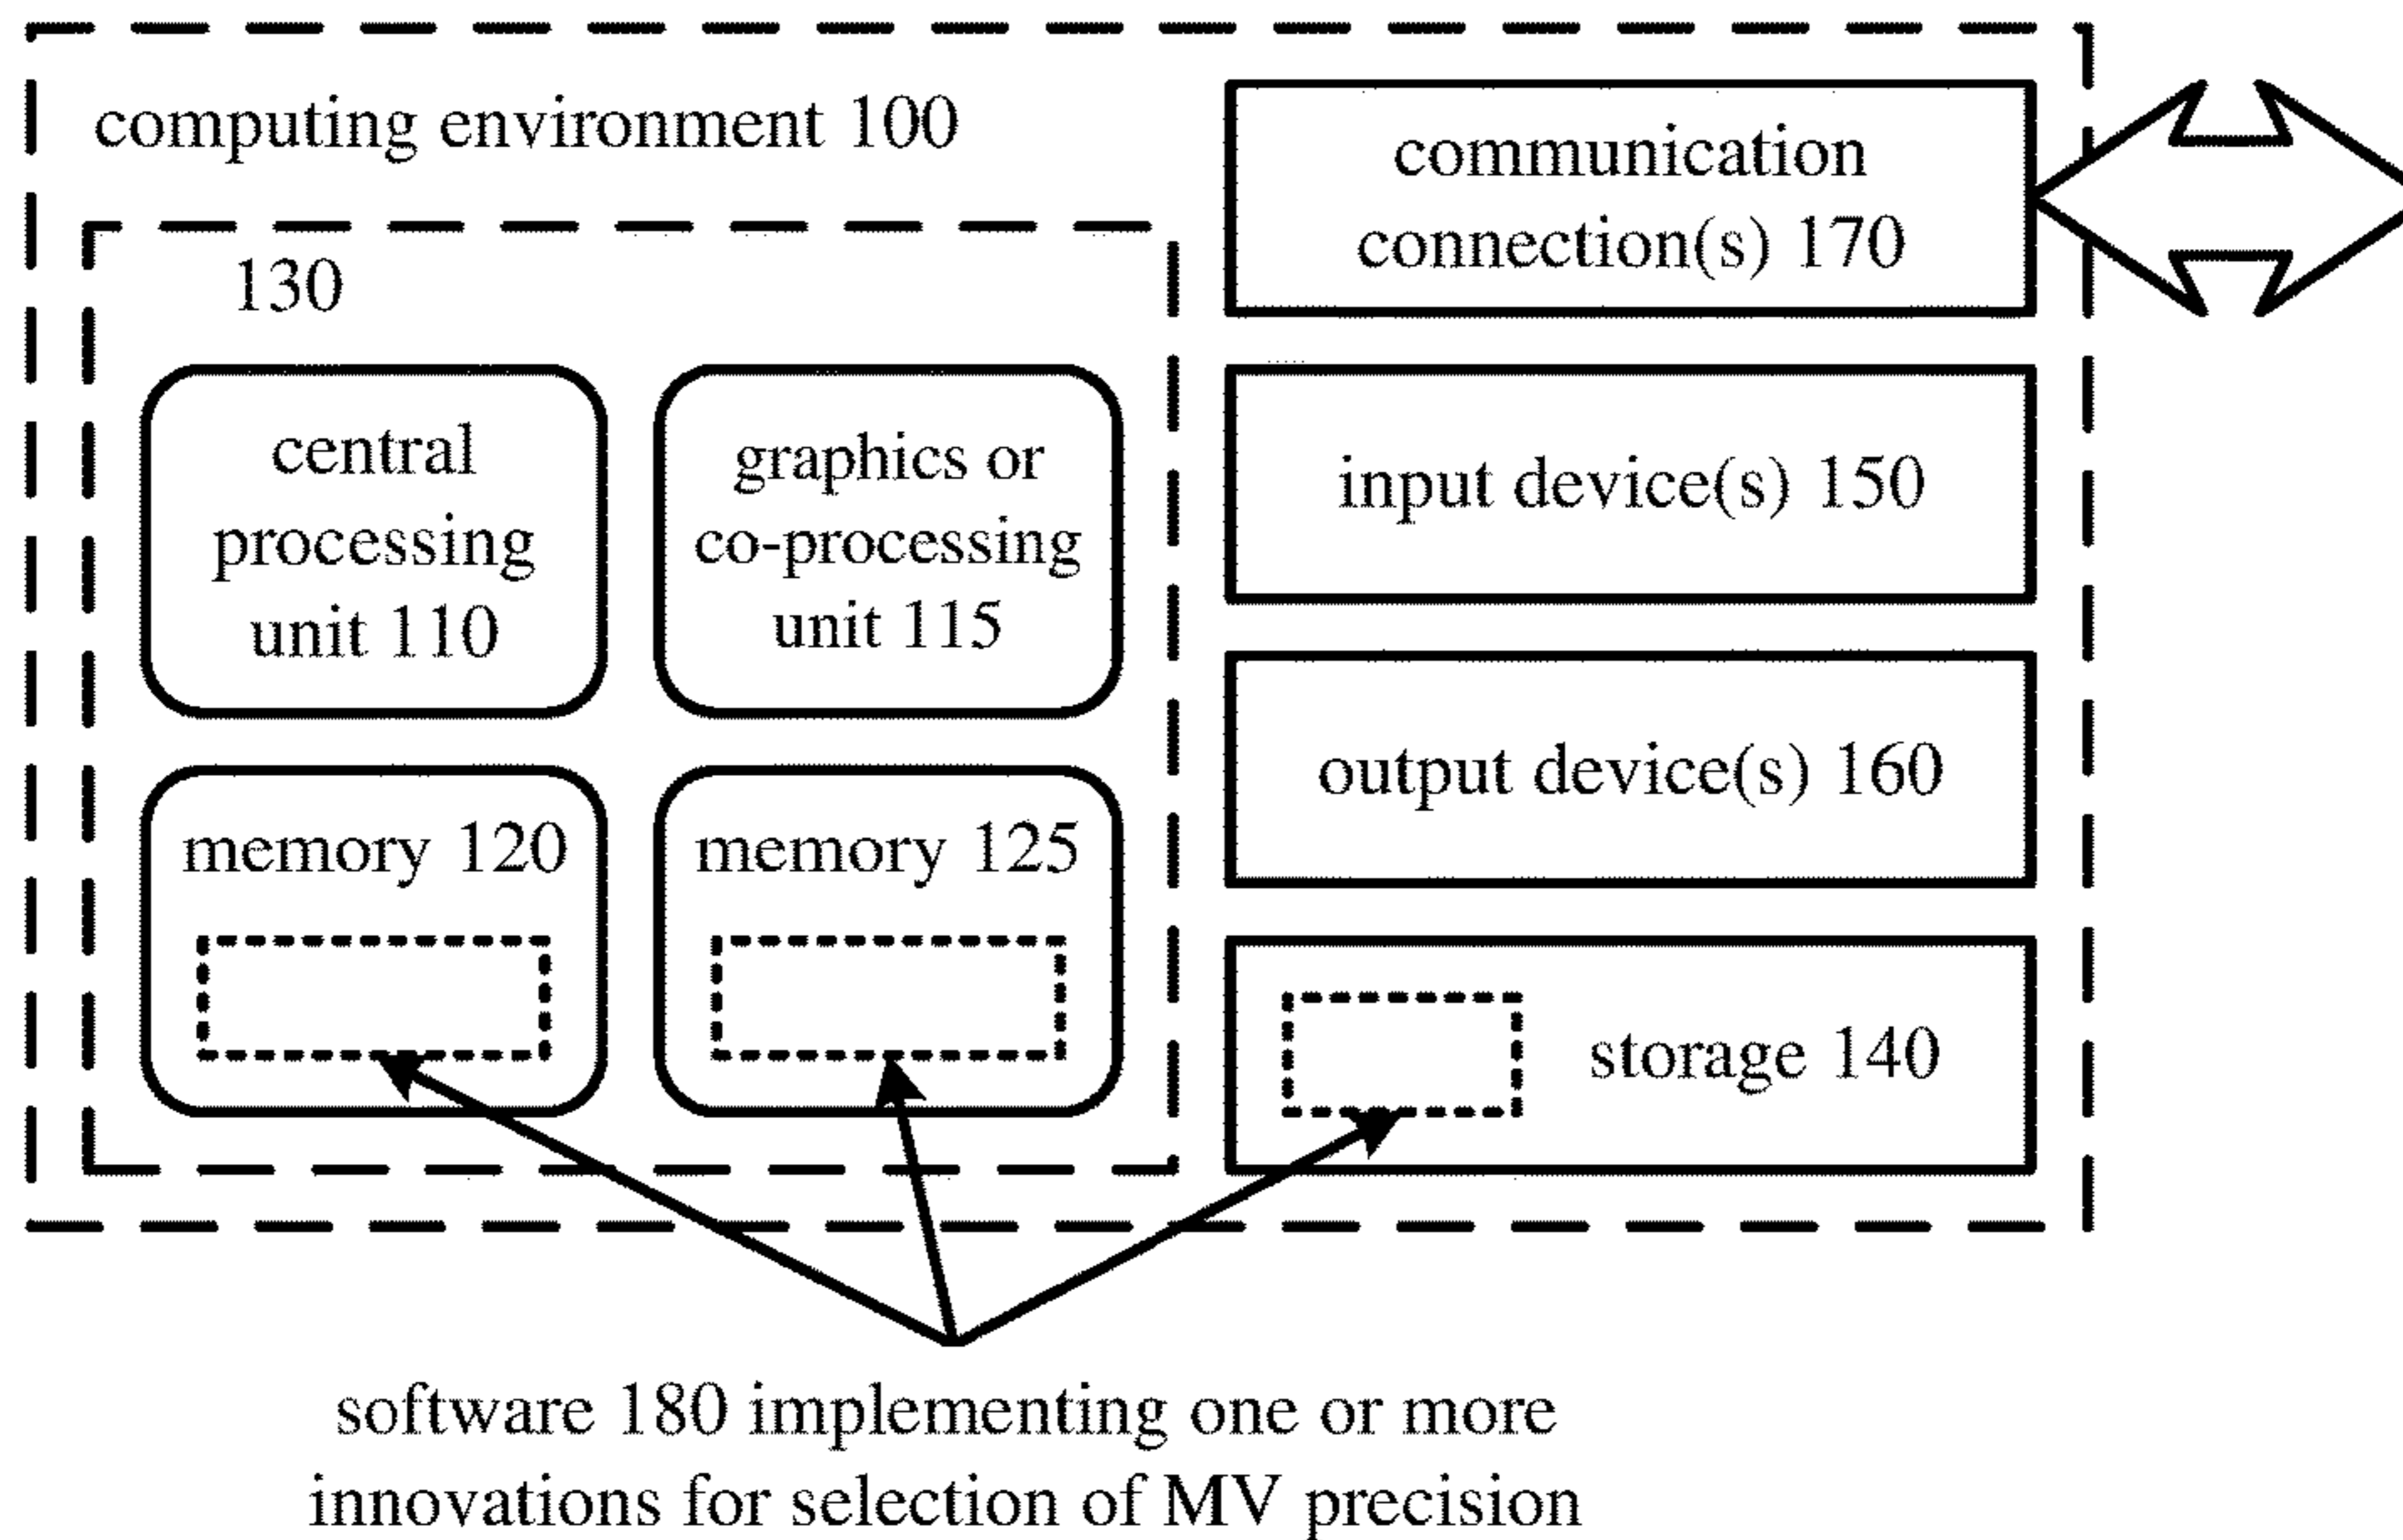 computing environment 100
130
central
processing
unit 110
graphics or
co-processing
unit 115
memory 120
memory 125
communication
connection(s) 170
input device(s) 150
output device(s) 160
storage 140
software 180 implementing one or more
innovations for selection of MV precision